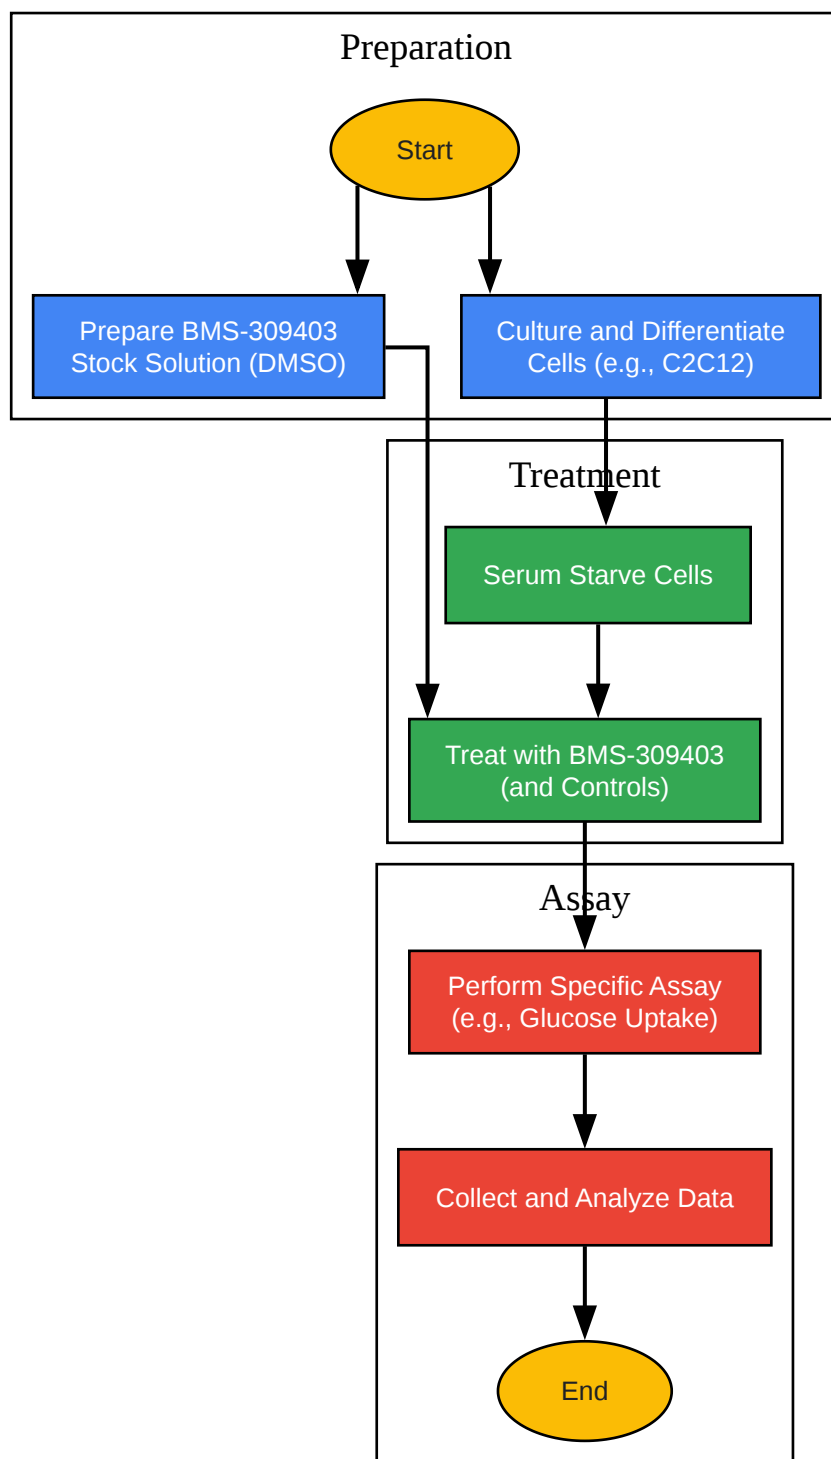 Preparation
Start
Prepare BMS-309403
Stock Solution (DMSO)
Culture and Differentiate
Cells (e.g., C2C12)
Treatment
Serum Starve Cells
Treat with BMS-309403
(and Controls)
Assay
Perform Specific Assay
(e.g., Glucose Uptake)
Collect and Analyze Data
End